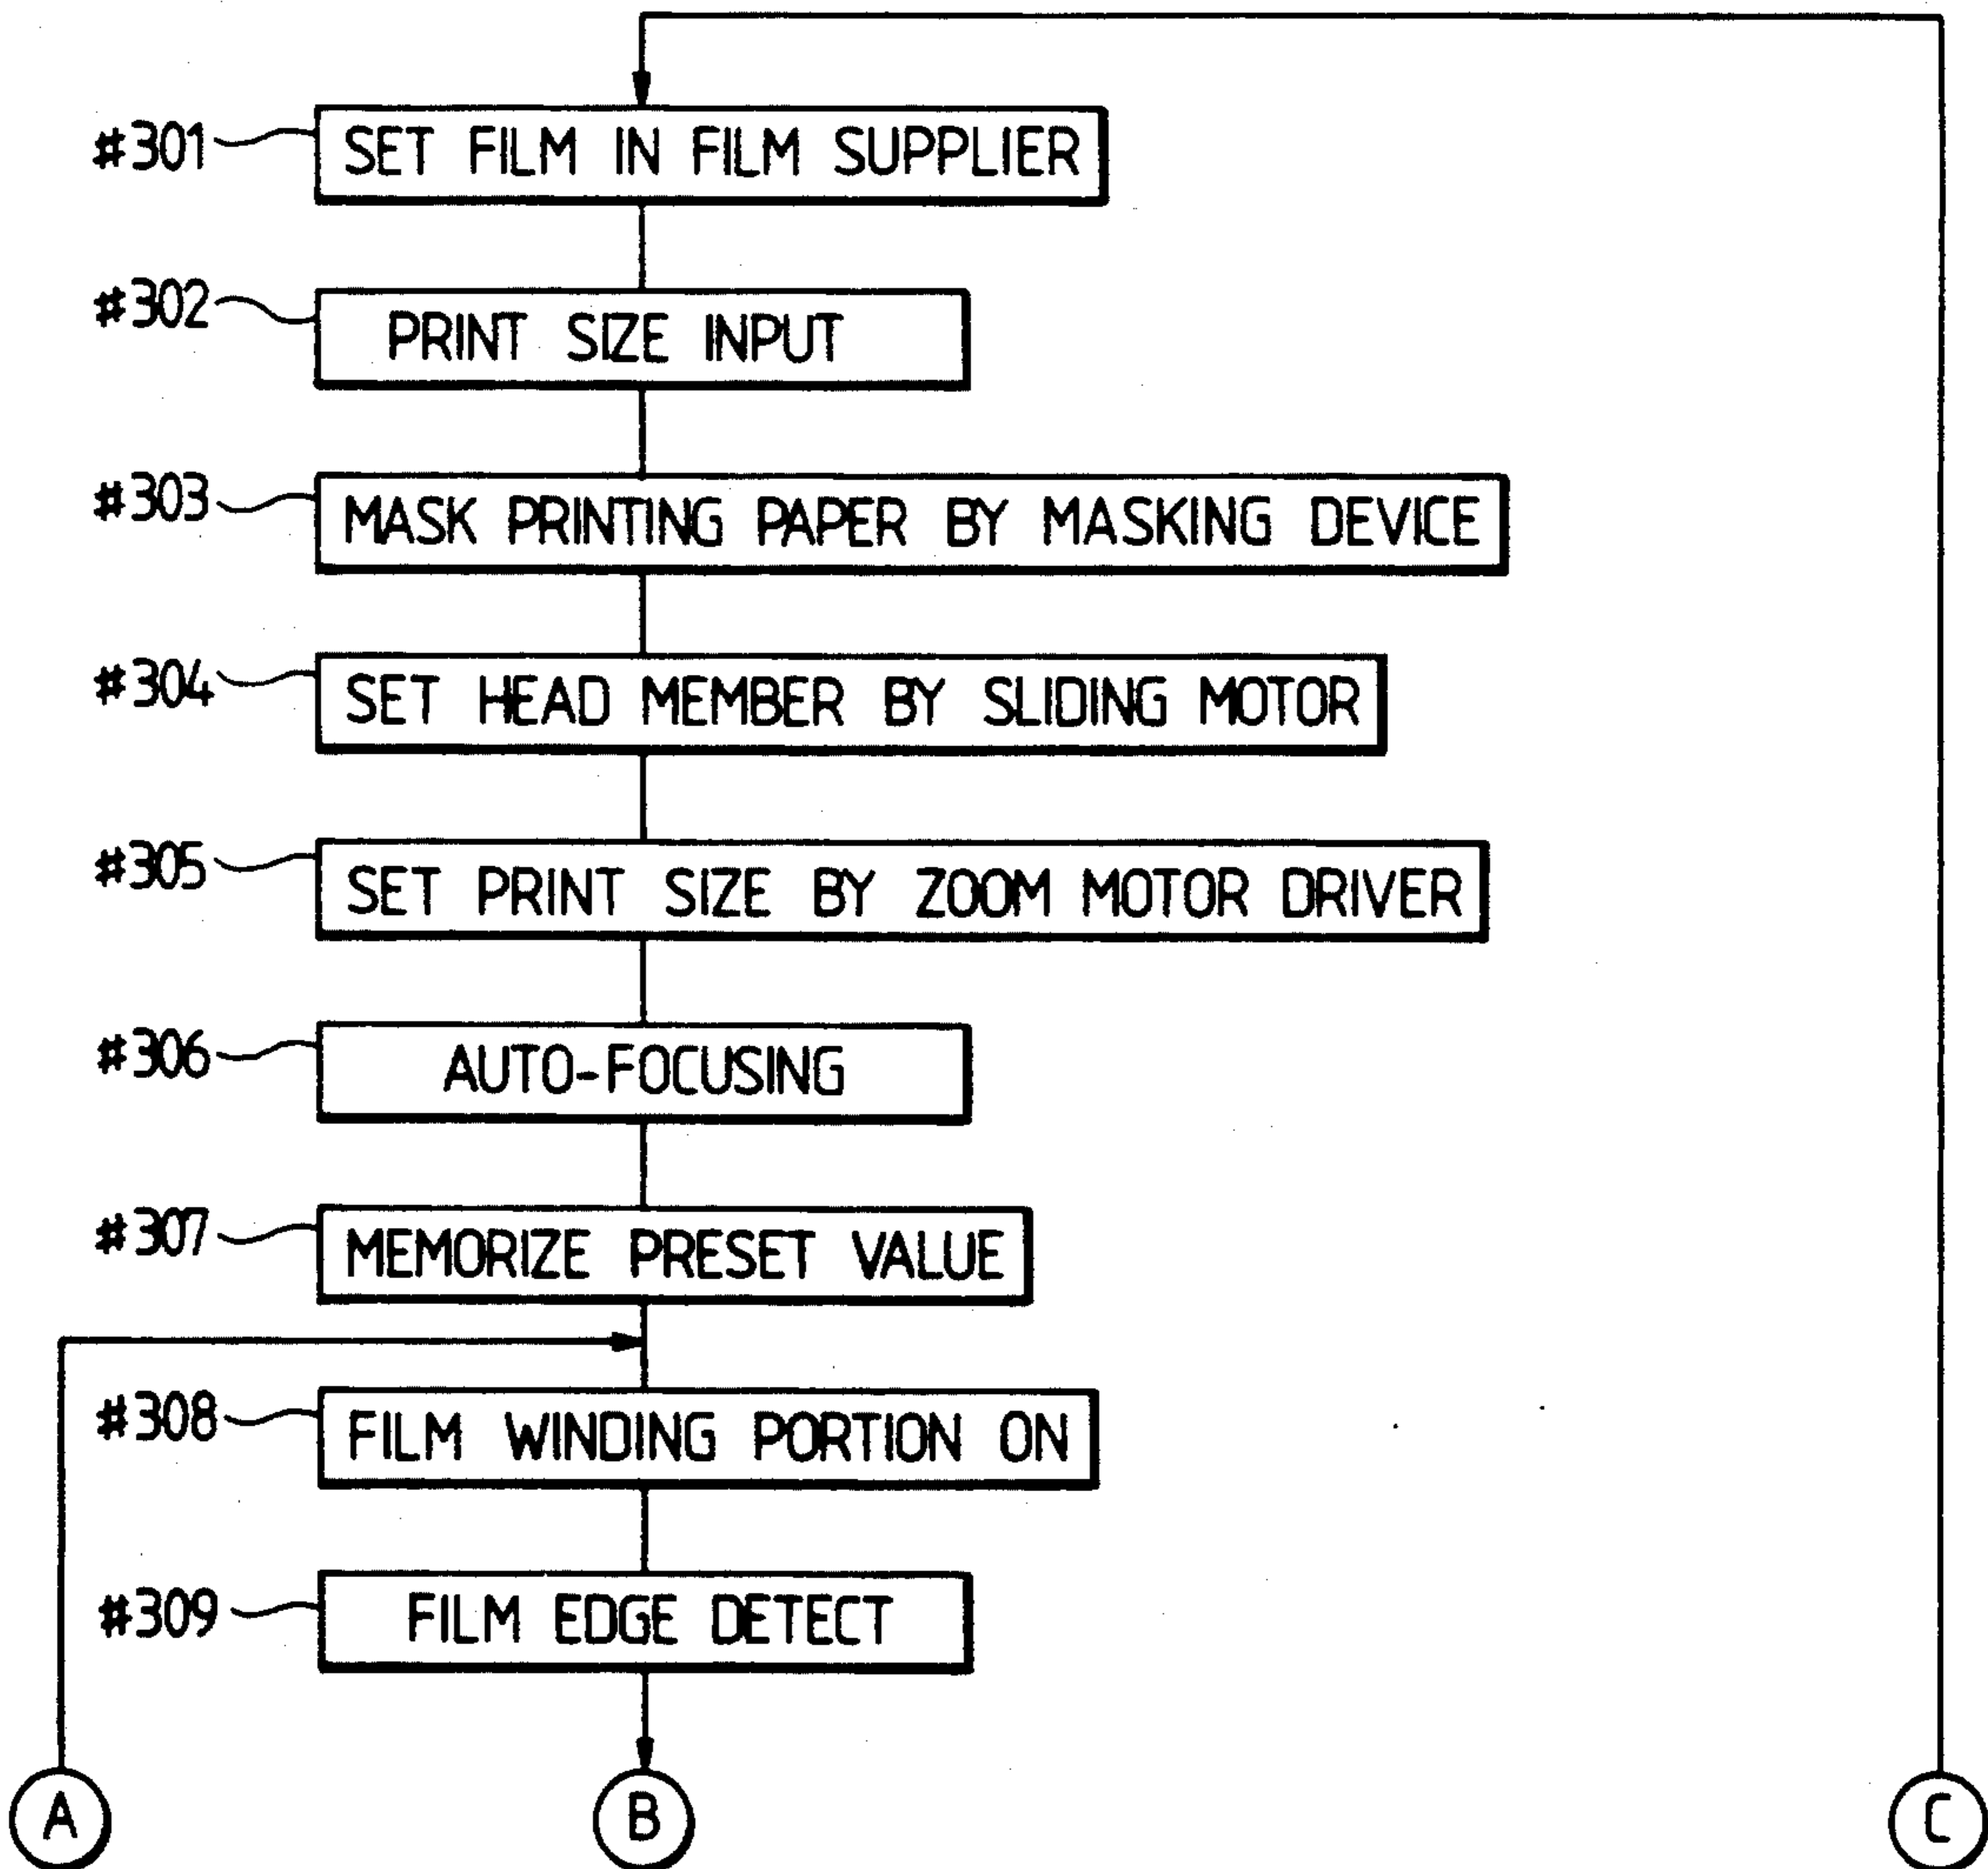 #301 SET FILM IN FILM SUPPLIER
#302 PRINT SIZE INPUT
#303 MASK PRINTING PAPER BY MASKING DEVICE
#304 SET HEAD MEMBER BY SLIDING MOTOR
#305 SET PRINT SIZE BY ZOOM MOTOR DRIVER
#306 AUTO-FOCUSING
#307 MEMORIZE PRESET VALUE
#308 FILM WINDING PORTION ON
#309 FILM EDGE DETECT
A B C